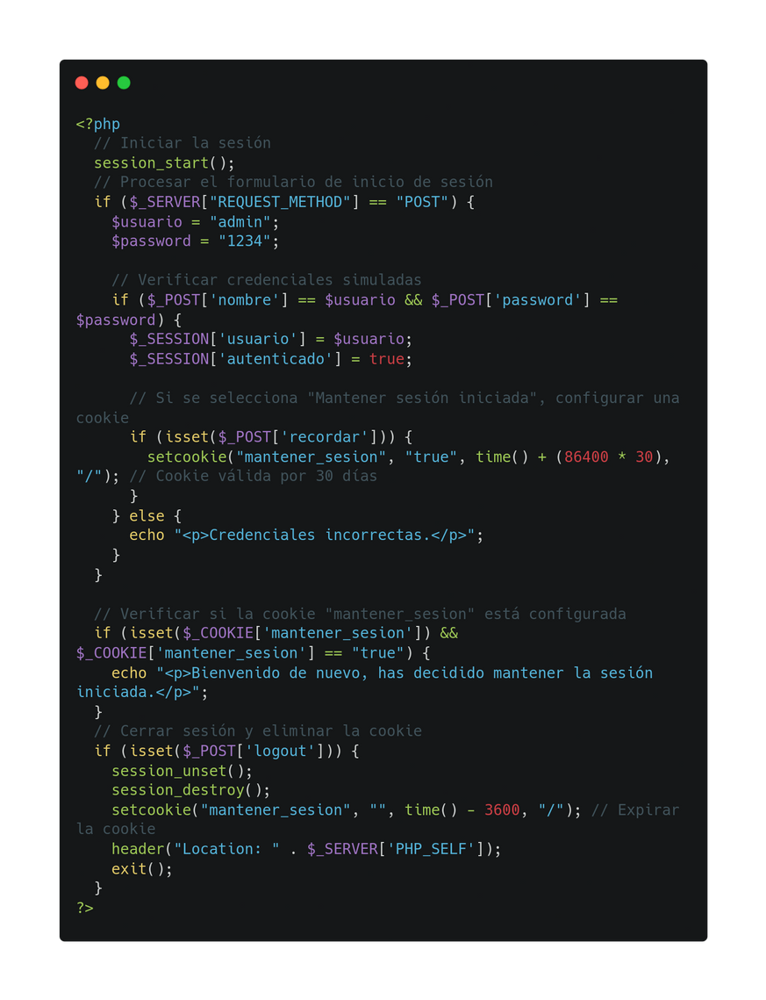 <?php
  // Iniciar la sesión
  session_start();
  // Procesar el formulario de inicio de sesión
  if ($_SERVER["REQUEST_METHOD"] == "POST") {
    $usuario = "admin";
    $password = "1234";

    // Verificar credenciales simuladas
    if ($_POST['nombre'] == $usuario && $_POST['password'] ==
$password) {
      $_SESSION['usuario'] = $usuario;
      $_SESSION['autenticado'] = true;

      // Si se selecciona "Mantener sesión iniciada", configurar una
cookie
      if (isset($_POST['recordar'])) {
        setcookie("mantener_sesion", "true", time() + (86400 * 30),
"/"); // Cookie válida por 30 días
      }
    } else {
      echo "<p>Credenciales incorrectas.</p>";
    }
  }

  // Verificar si la cookie "mantener_sesion" está configurada
  if (isset($_COOKIE['mantener_sesion']) &&
$_COOKIE['mantener_sesion'] == "true") {
    echo "<p>Bienvenido de nuevo, has decidido mantener la sesión
iniciada.</p>";
  }
  // Cerrar sesión y eliminar la cookie
  if (isset($_POST['logout'])) {
    session_unset();
    session_destroy();
    setcookie("mantener_sesion", "", time() - 3600, "/"); // Expirar
la cookie
    header("Location: " . $_SERVER['PHP_SELF']);
    exit();
  }
?>